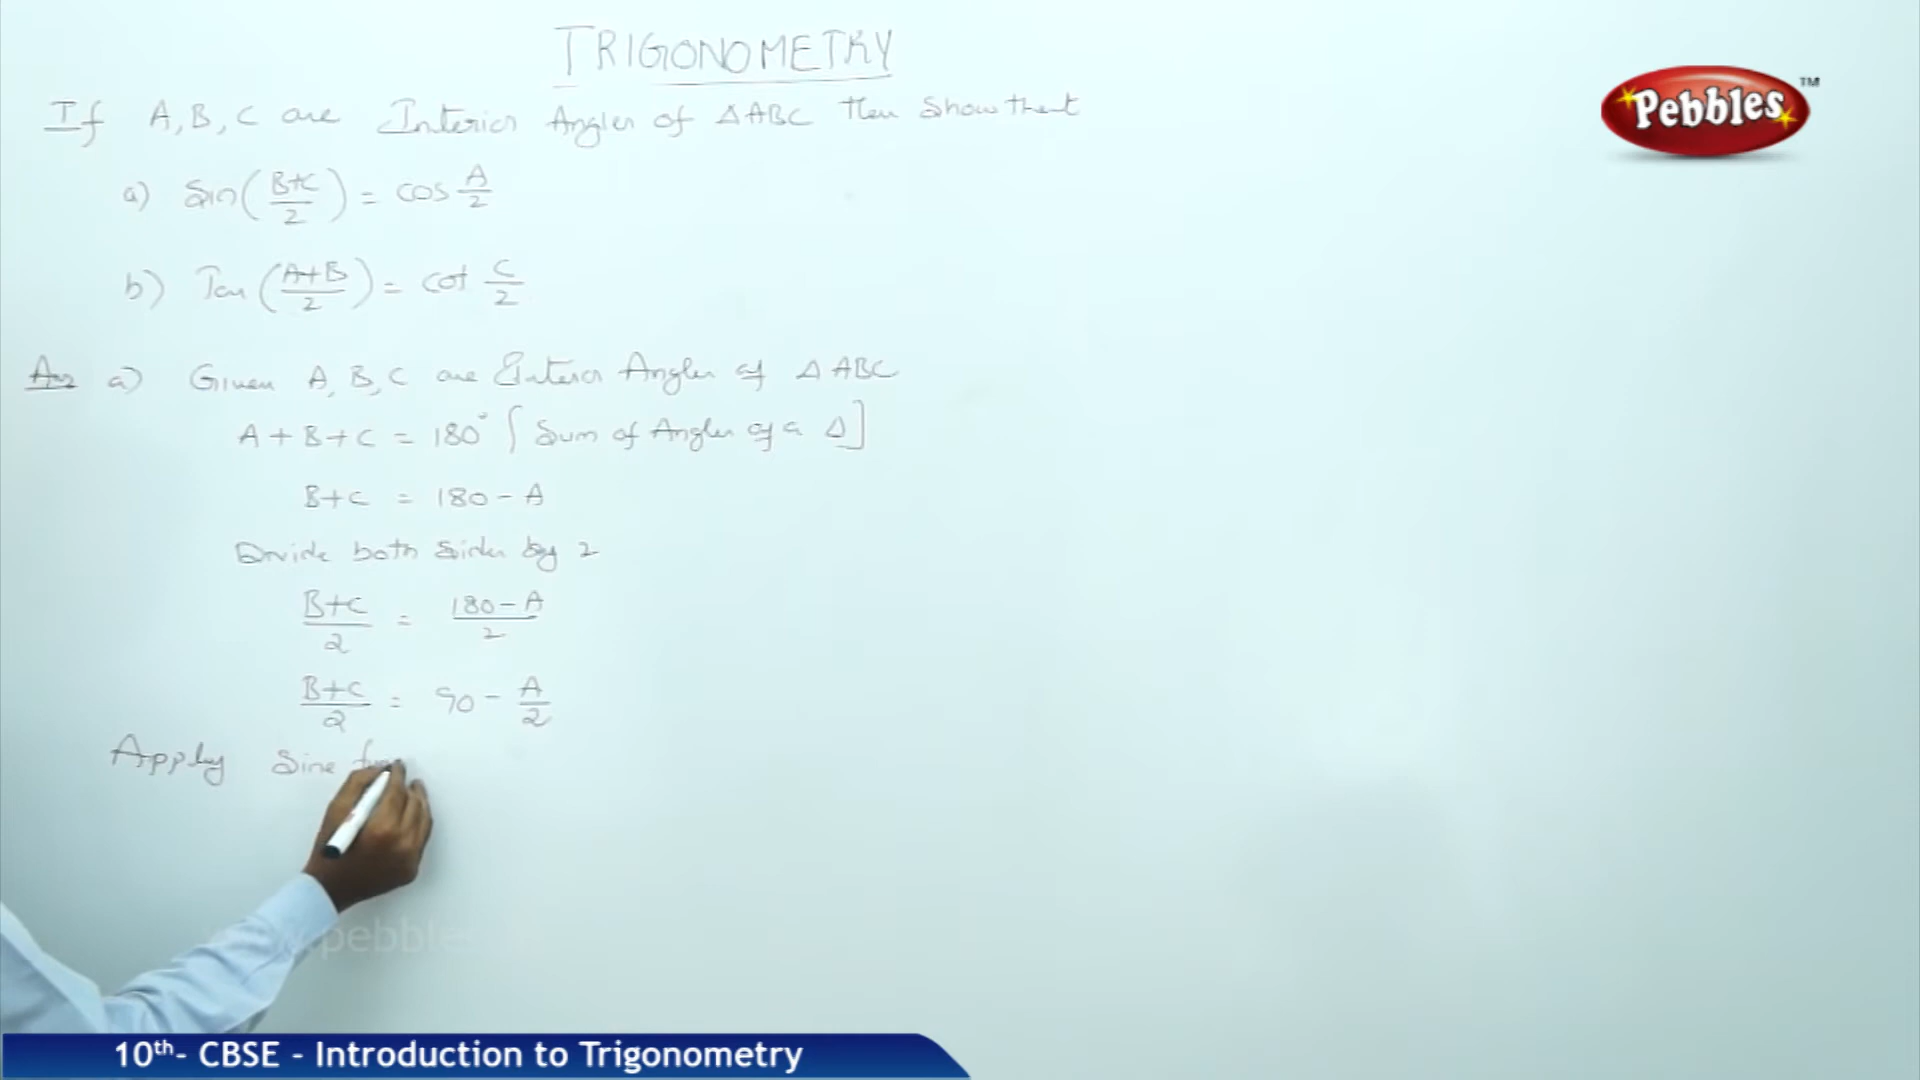 TRIGONOMETRY
If A, B, C are Interior Angles of ΔABC then show that
a) Sin(B+C/2) = cos A/2
b) Tan(A+B/2) = cot C/2
Ans a) Given A, B, C are Interior Angles of ΔABC
A + B + C = 180° [Sum of Angles of a Δ]
B+C = 180 - A
Divide both sides by 2
B+C/2 = 180-A/2
B+C/2 = 90 - A/2
Apply Sine
Pebbles™
10th- CBSE - Introduction to Trigonometry